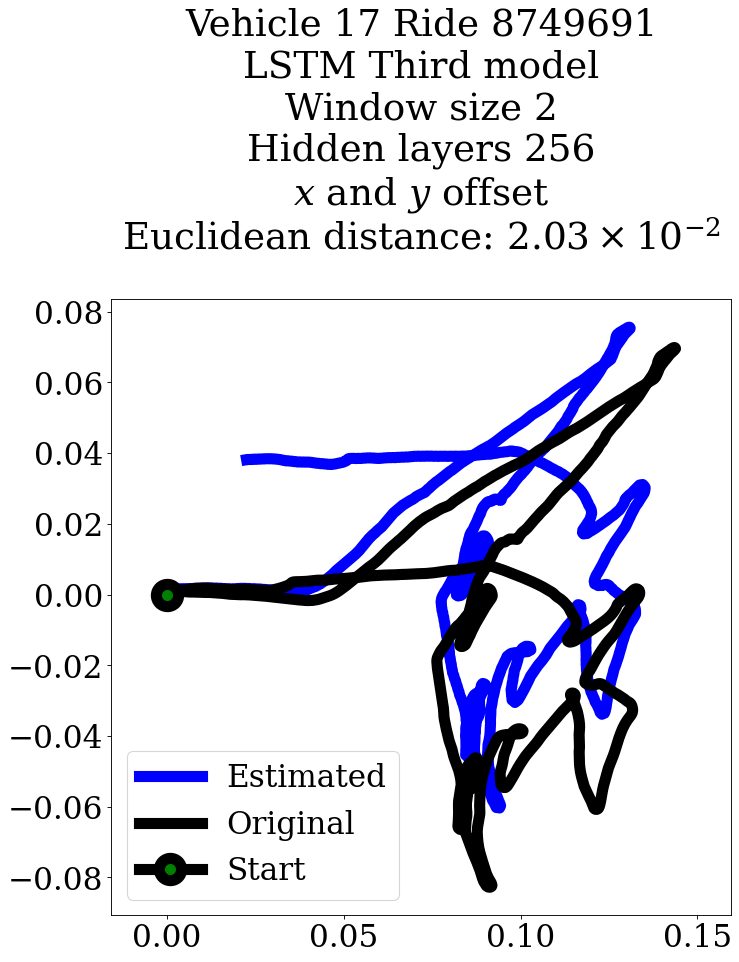 Vehicle 17 Ride 8749691
LSTM Third model
Window size 2
Hidden layers 256
x and y offset
Euclidean distance: 2.03 × 10⁻²
0.08
0.06
0.04
0.02
0.00
−0.02
−0.04
−0.06
−0.08
Estimated
Original
Start
0.00 0.05 0.10 0.15